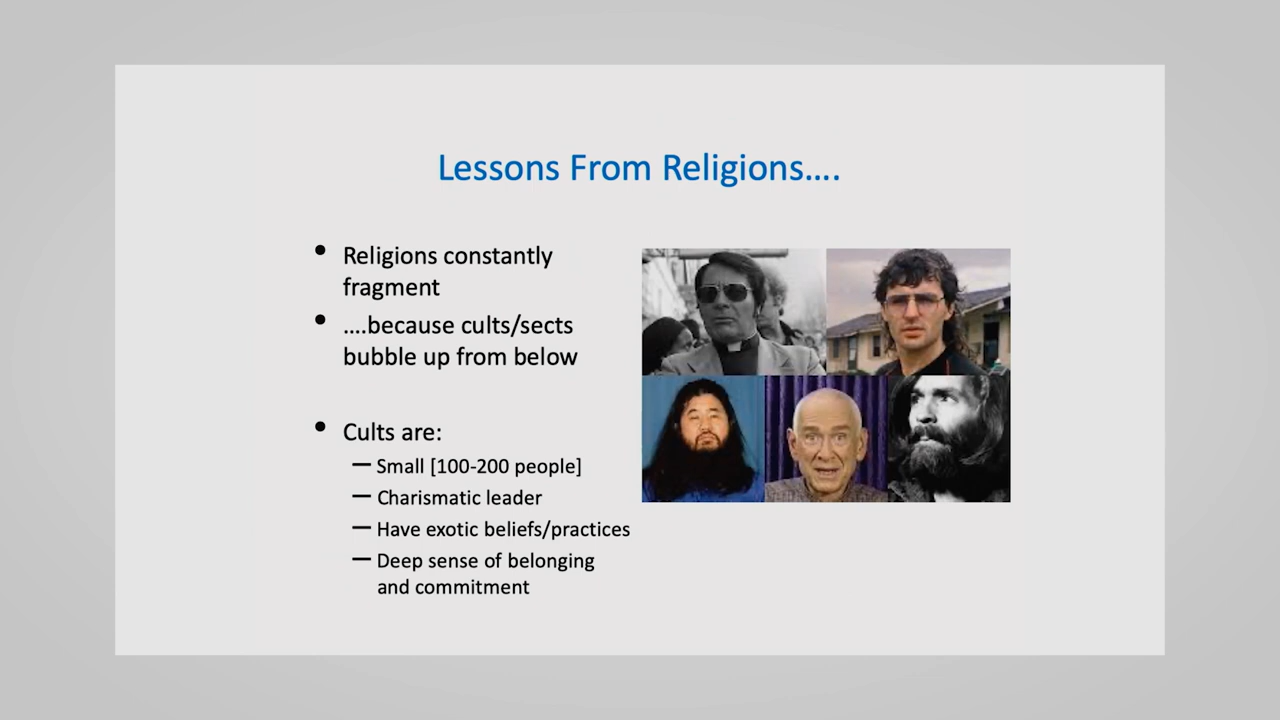 Lessons From Religions….
• Religions constantly
fragment
• ….because cults/sects
bubble up from below
• Cults are:
— Small [100-200 people]
— Charismatic leader
— Have exotic beliefs/practices
— Deep sense of belonging
and commitment